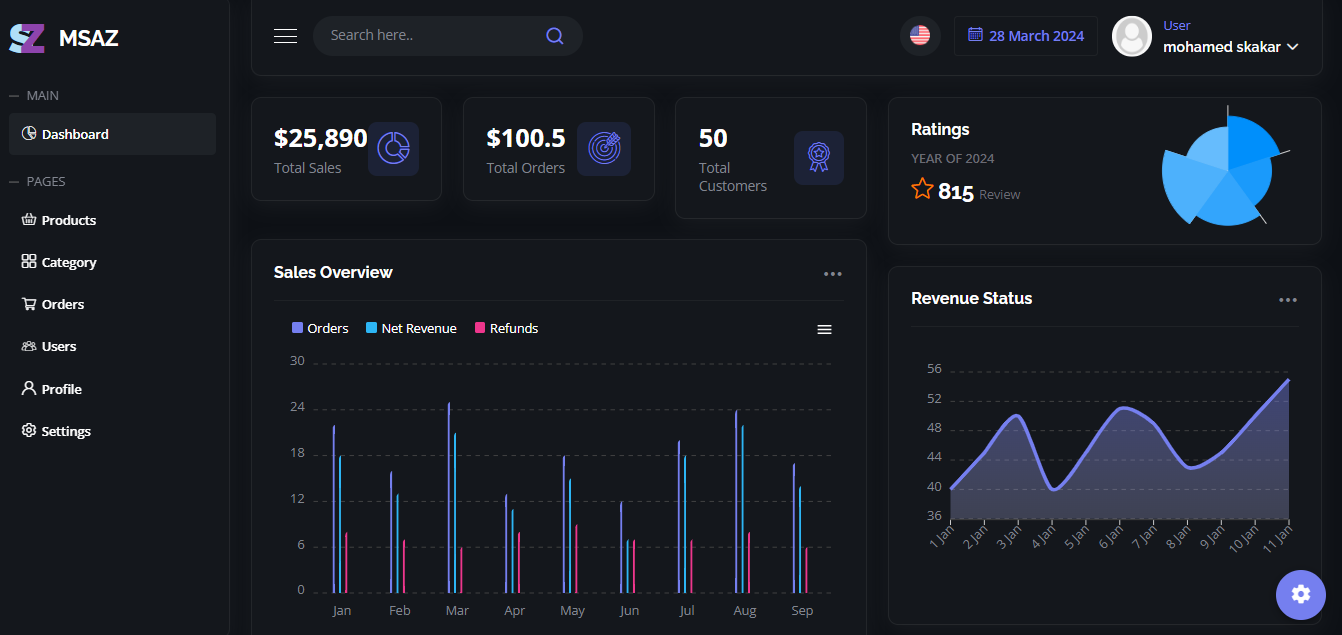 SZ MSAZ
MAIN
Dashboard
PAGES
Products
Category
Orders
Users
Profile
Settings
Search here..
28 March 2024
User
mohamed skakar
$25,890
Total Sales
$100.5
Total Orders
50
Total
Customers
Ratings
YEAR OF 2024
815 Review
Sales Overview
Orders Net Revenue Refunds
30
24
18
12
6
0
Jan Feb Mar Apr May Jun Jul Aug Sep
Revenue Status
56
52
48
44
40
36
1 Jan 2 Jan 3 Jan 4 Jan 5 Jan 6 Jan 7 Jan 8 Jan 9 Jan 10 Jan 11 Jan